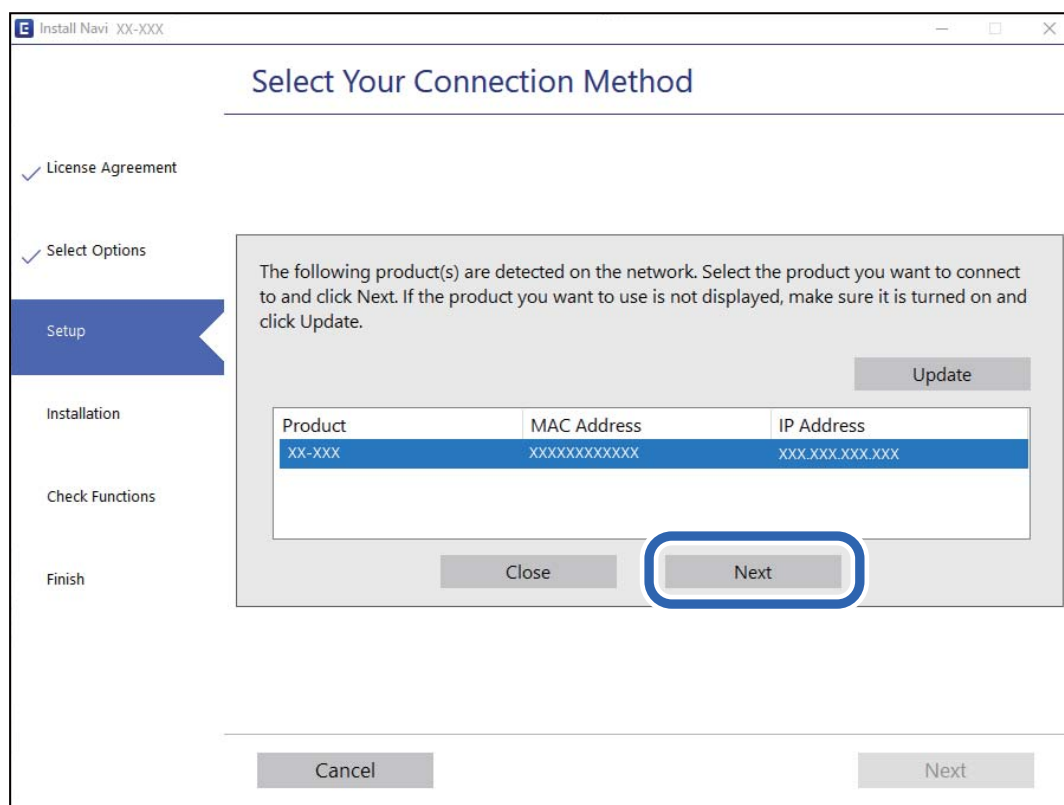 E Install Navi XX-XXX
Select Your Connection Method
License Agreement
Select Options
Setup
Installation
Check Functions
Finish
The following product(s) are detected on the network. Select the product you want to connect
to and click Next. If the product you want to use is not displayed, make sure it is turned on and
click Update.
Update
Product MAC Address IP Address
XX-XXX XXXXXXXXXXXX XXX.XXX.XXX.XXX
Close Next
Cancel Next